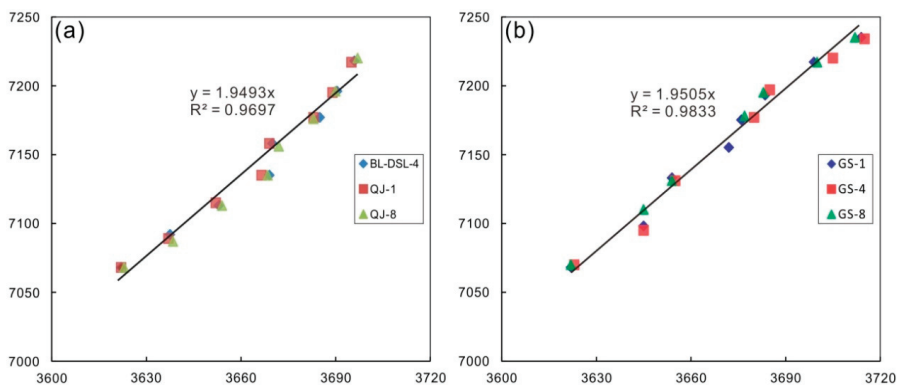 (a)
7250
7200
7150
7100
7050
7000
y = 1.9493x
R² = 0.9697
BL-DSL-4
QJ-1
QJ-8
3600 3630 3660 3690 3720
(b)
7250
7200
7150
7100
7050
7000
y = 1.9505x
R² = 0.9833
GS-1
GS-4
GS-8
3600 3630 3660 3690 3720